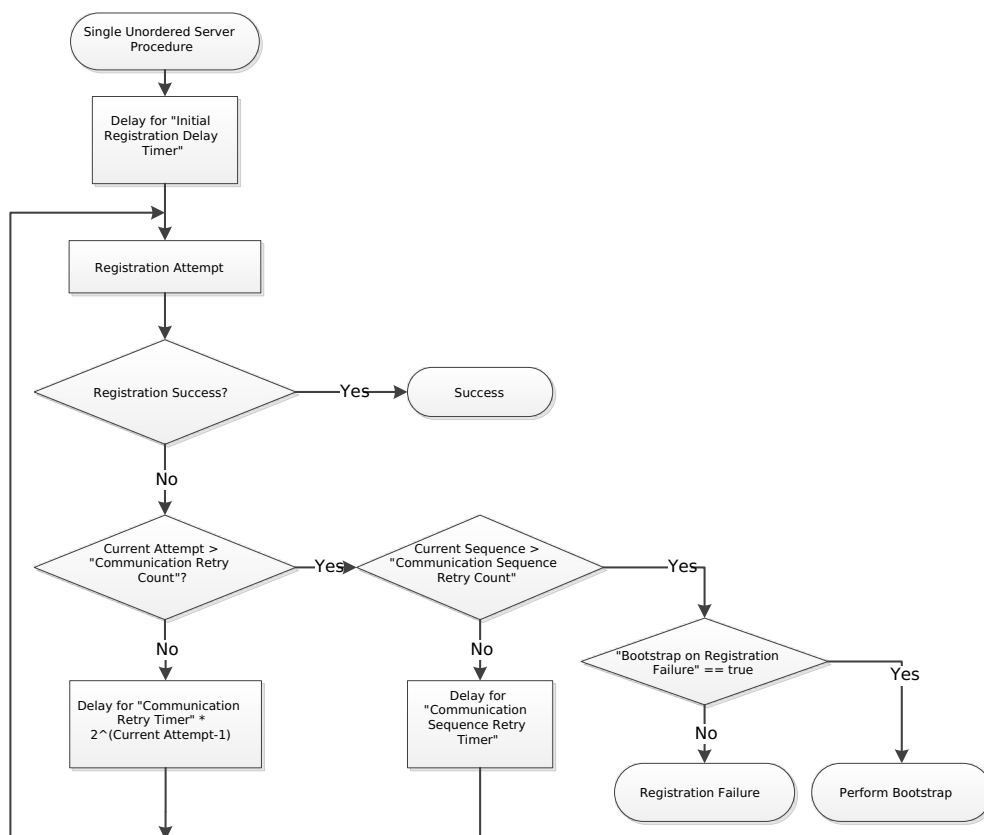 Single Unordered Server
Procedure
Delay for "Initial
Registration Delay
Timer"
Registration Attempt
Registration Success?
Yes
Success
No
Current Attempt >
"Communication Retry
Count"?
Yes
Current Sequence >
"Communication Sequence
Retry Count"
Yes
No
No
"Bootstrap on Registration
Failure" == true
Yes
Delay for "Communication
Retry Timer" *
2^(Current Attempt-1)
Delay for
"Communication
Sequence Retry
Timer"
No
Registration Failure
Perform Bootstrap